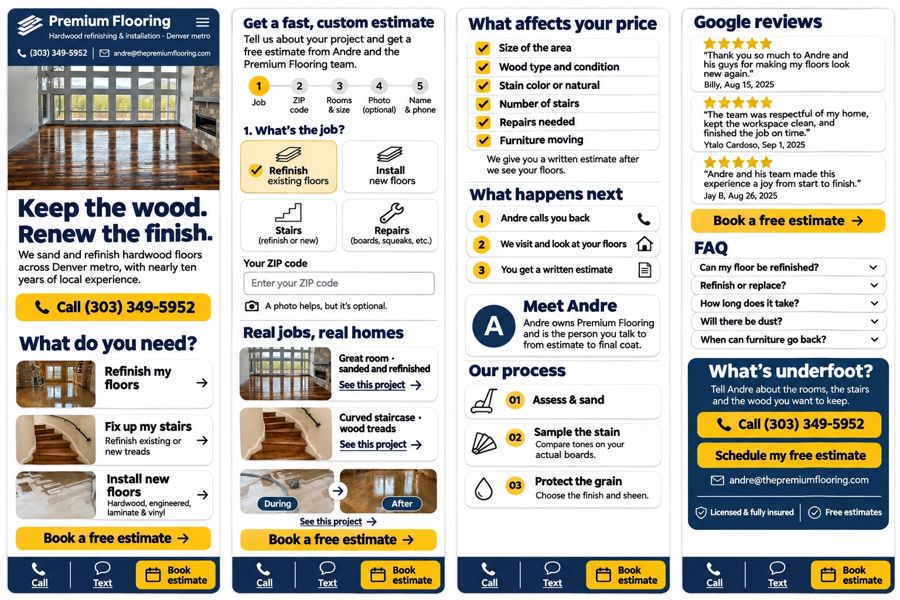 Premium Flooring
Hardwood refinishing & installation · Denver metro
(303) 349-5952
andre@thepremiumflooring.com
Keep the wood.
Renew the finish.
We sand and refinish hardwood floors
across Denver metro, with nearly ten
years of local experience.
Call (303) 349-5952
What do you need?
Refinish my
floors
Fix up my stairs
Refinish existing or
new treads
Install new
floors
Hardwood, engineered,
laminate & vinyl
Book a free estimate →
Call
Text
Book
estimate
Get a fast, custom estimate
Tell us about your project and get a
free estimate from Andre and the
Premium Flooring team.
1 2 3 4 5
Job
ZIP
code
Rooms
& size
Photo
(optional)
Name
& phone
1. What's the job?
Refinish
existing floors
Install
new floors
Stairs
(refinish or new)
Repairs
(boards, squeaks, etc.)
Your ZIP code
Enter your ZIP code
A photo helps, but it's optional.
Real jobs, real homes
Great room ·
sanded and refinished
See this project →
Curved staircase ·
wood treads
See this project →
During
After
See this project →
Book a free estimate →
Call
Text
Book
estimate
What affects your price
Size of the area
Wood type and condition
Stain color or natural
Number of stairs
Repairs needed
Furniture moving
We give you a written estimate after
we see your floors.
What happens next
1 Andre calls you back
2 We visit and look at your floors
3 You get a written estimate
A
Meet Andre
Andre owns Premium Flooring
and is the person you talk to
from estimate to final coat.
Our process
01 Assess & sand
02 Sample the stain
Compare tones on your
actual boards.
03 Protect the grain
Choose the finish and sheen.
Call
Text
Book
estimate
Google reviews
"Thank you so much to Andre and
his guys for making my floors look
new again."
Billy, Aug 15, 2025
"The team was respectful of my home,
kept the workspace clean, and
finished the job on time."
Ytalo Cardoso, Sep 1, 2025
"Andre and his team made this
experience a joy from start to finish."
Jay B, Aug 26, 2025
Book a free estimate →
FAQ
Can my floor be refinished?
Refinish or replace?
How long does it take?
Will there be dust?
When can furniture go back?
What's underfoot?
Tell Andre about the rooms, the stairs
and the wood you want to keep.
Call (303) 349-5952
Schedule my free estimate
andre@thepremiumflooring.com
Licensed & fully insured
Free estimates
Call
Text
Book
estimate